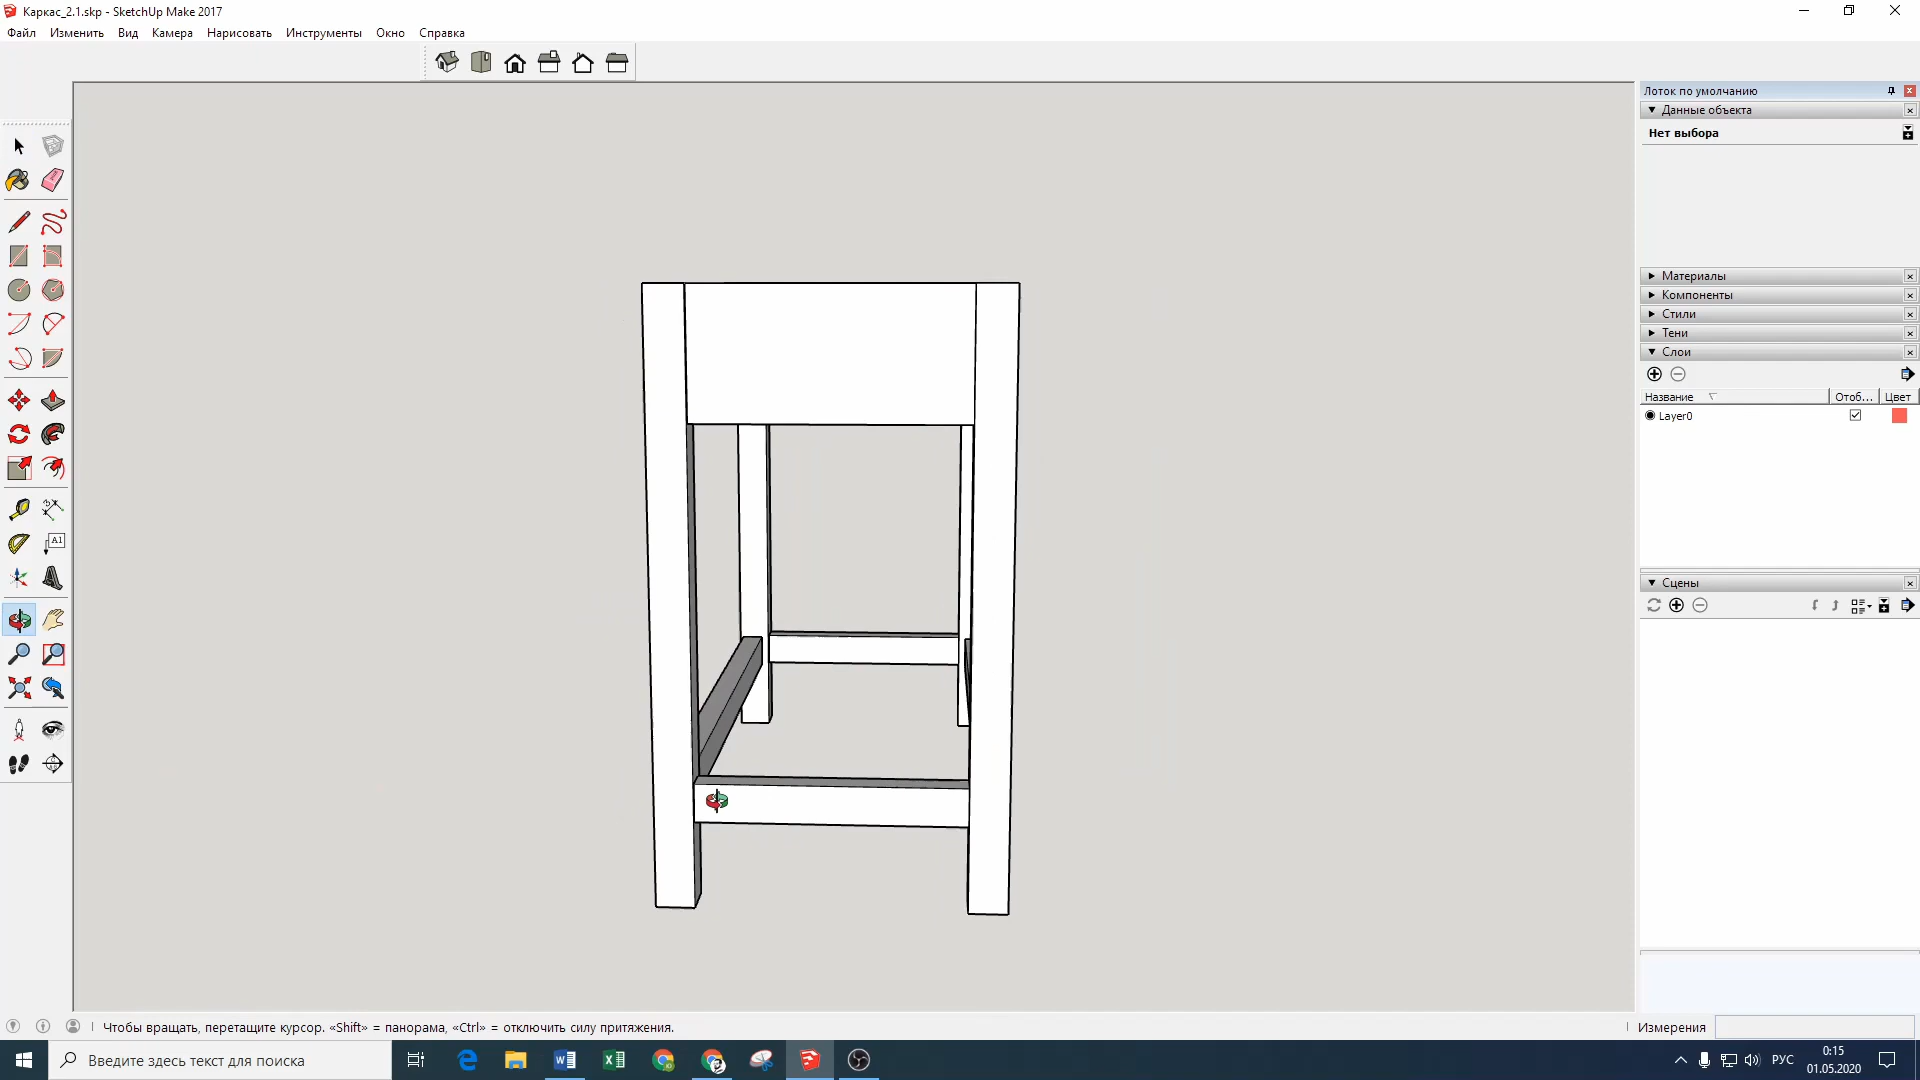 Каркас_2.1.skp - SketchUp Make 2017
Файл Изменить Вид Камера Нарисовать Инструменты Окно Справка
Лоток по умолчанию
Данные объекта
Нет выбора
A1
Материалы
Компоненты
Стили
Тени
Слои
Название Отоб... Цвет
Layer0
Сцены
Чтобы вращать, перетащите курсор. «Shift» = панорама, «Ctrl» = отключить силу притяжения.
Измерения
Введите здесь текст для поиска
РУС
0:15
01.05.2020